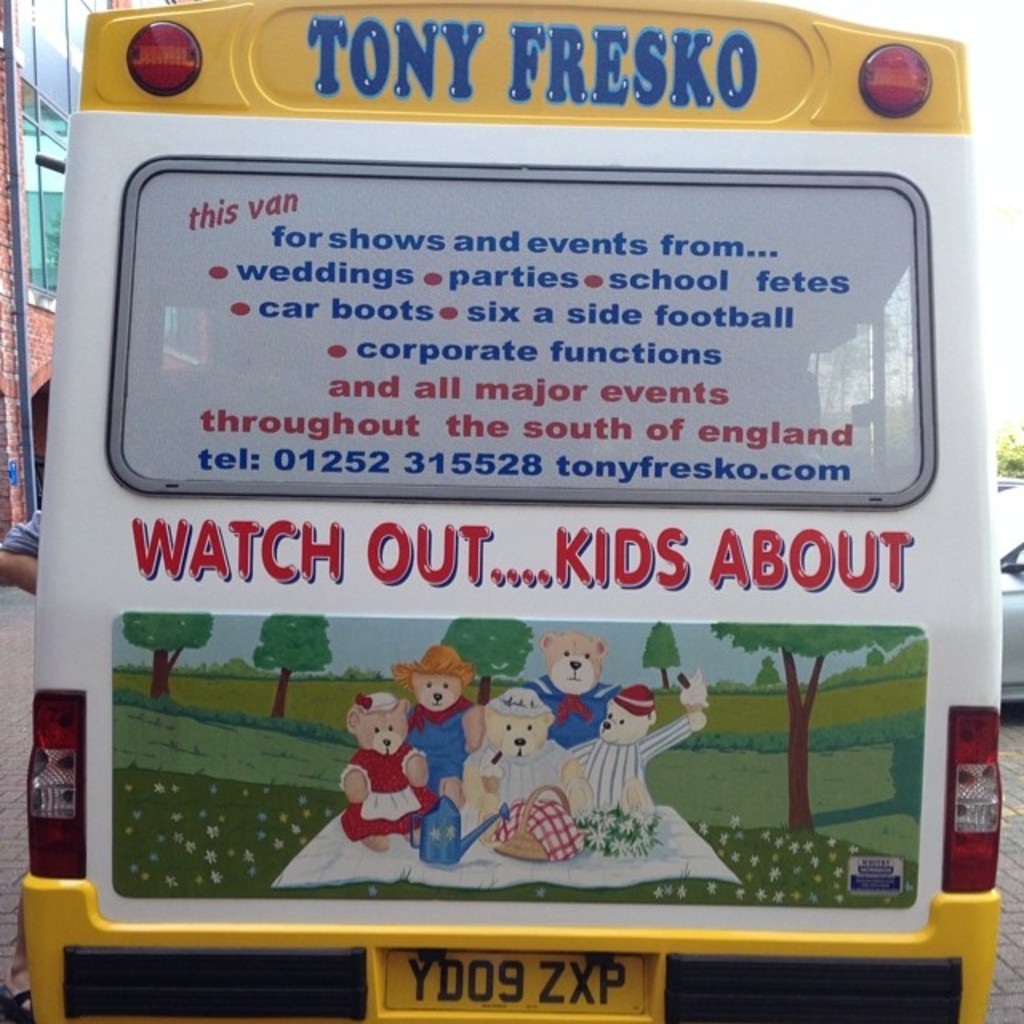 TONY FRESKO
this van
for shows and events from...
• weddings • parties • school fetes
• car boots • six a side football
• corporate functions
and all major events
throughout the south of england
tel: 01252 315528 tonyfresko.com
WATCH OUT....KIDS ABOUT
YD09 ZXP